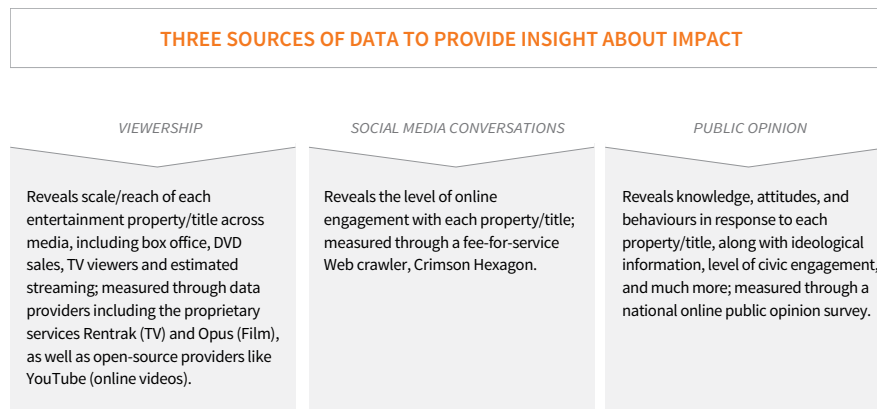 THREE SOURCES OF DATA TO PROVIDE INSIGHT ABOUT IMPACT
VIEWERSHIP
Reveals scale/reach of each
entertainment property/title across
media, including box office, DVD
sales, TV viewers and estimated
streaming; measured through data
providers including the proprietary
services Rentrak (TV) and Opus (Film),
as well as open-source providers like
YouTube (online videos).
SOCIAL MEDIA CONVERSATIONS
Reveals the level of online
engagement with each property/title;
measured through a fee-for-service
Web crawler, Crimson Hexagon.
PUBLIC OPINION
Reveals knowledge, attitudes, and
behaviours in response to each
property/title, along with ideological
information, level of civic engagement,
and much more; measured through a
national online public opinion survey.